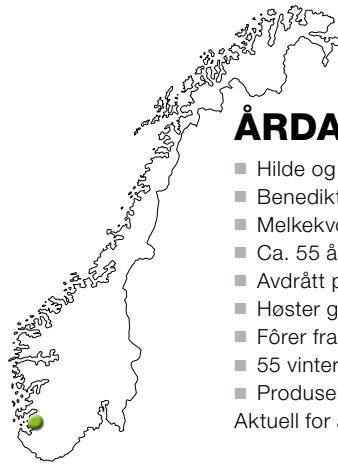 ÅRDA
■ Hilde og
■ Benedikt
■ Melkekvo
■ Ca. 55 å
■ Avdrått p
■ Høster g
■ Fôrer fra
■ 55 vinter
■ Produse
Aktuell for a